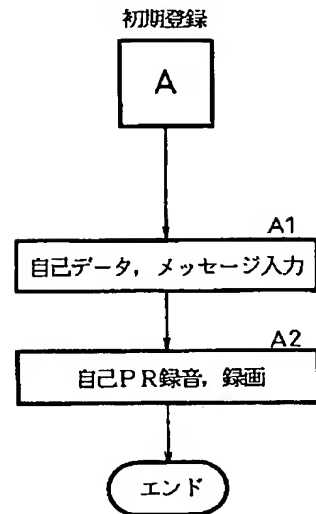 初期登録
A
A1
自己データ，メッセージ入力
A2
自己ＰＲ録音，録画
エンド